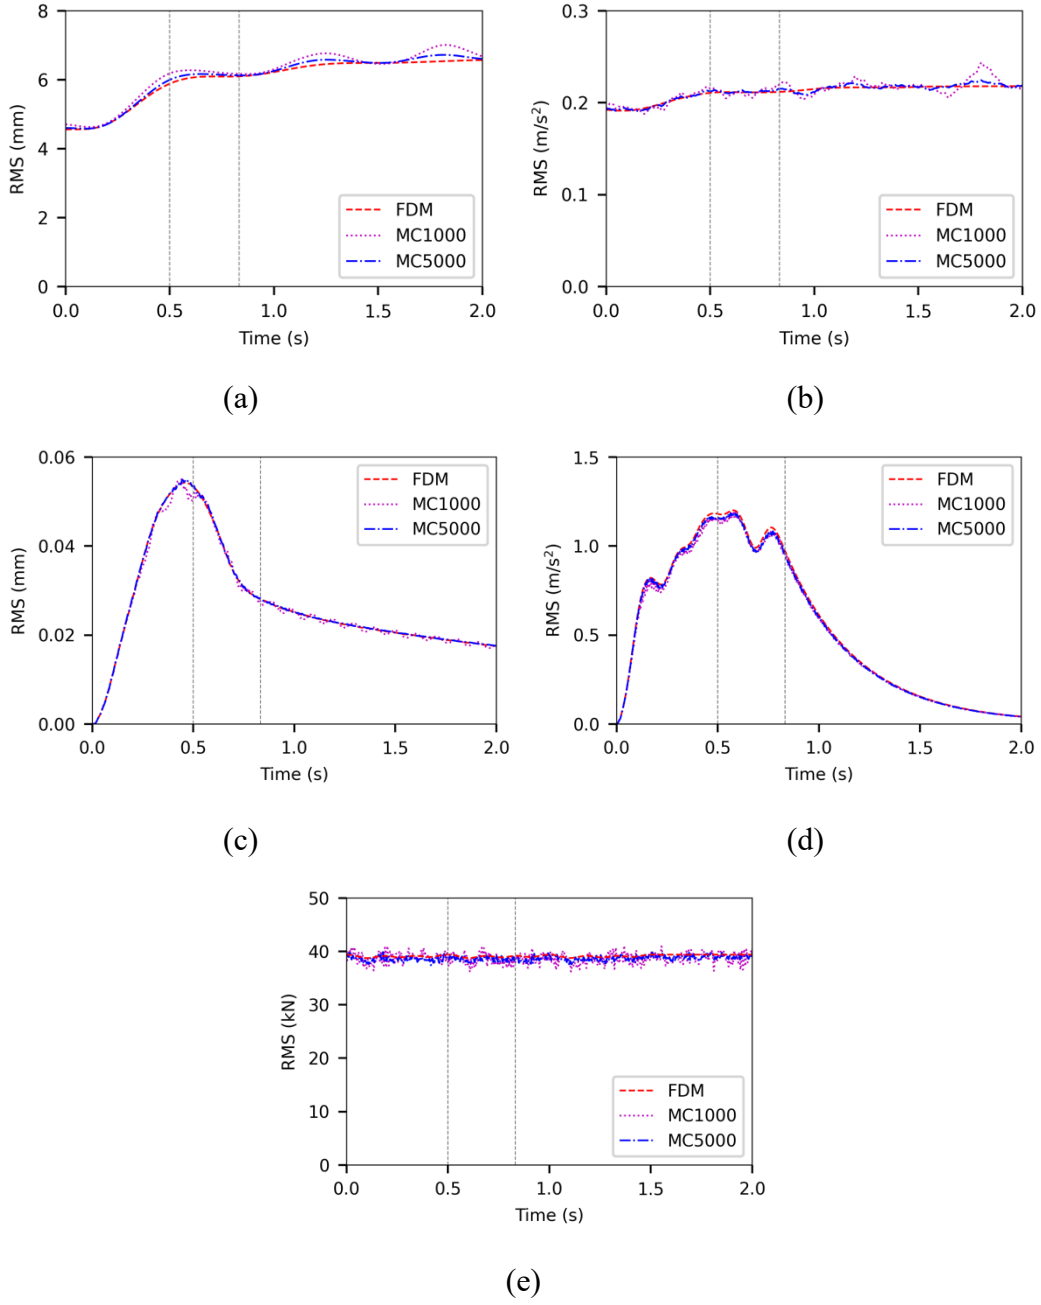 8
6
4
2
0
RMS (mm)
0.0 0.5 1.0 1.5 2.0
Time (s)
FDM
MC1000
MC5000
(a)
0.3
0.2
0.1
0.0
RMS (m/s²)
0.0 0.5 1.0 1.5 2.0
Time (s)
FDM
MC1000
MC5000
(b)
0.06
0.04
0.02
0.00
RMS (mm)
0.0 0.5 1.0 1.5 2.0
Time (s)
FDM
MC1000
MC5000
(c)
1.5
1.0
0.5
0.0
RMS (m/s²)
0.0 0.5 1.0 1.5 2.0
Time (s)
FDM
MC1000
MC5000
(d)
50
40
30
20
10
0
RMS (kN)
0.0 0.5 1.0 1.5 2.0
Time (s)
FDM
MC1000
MC5000
(e)